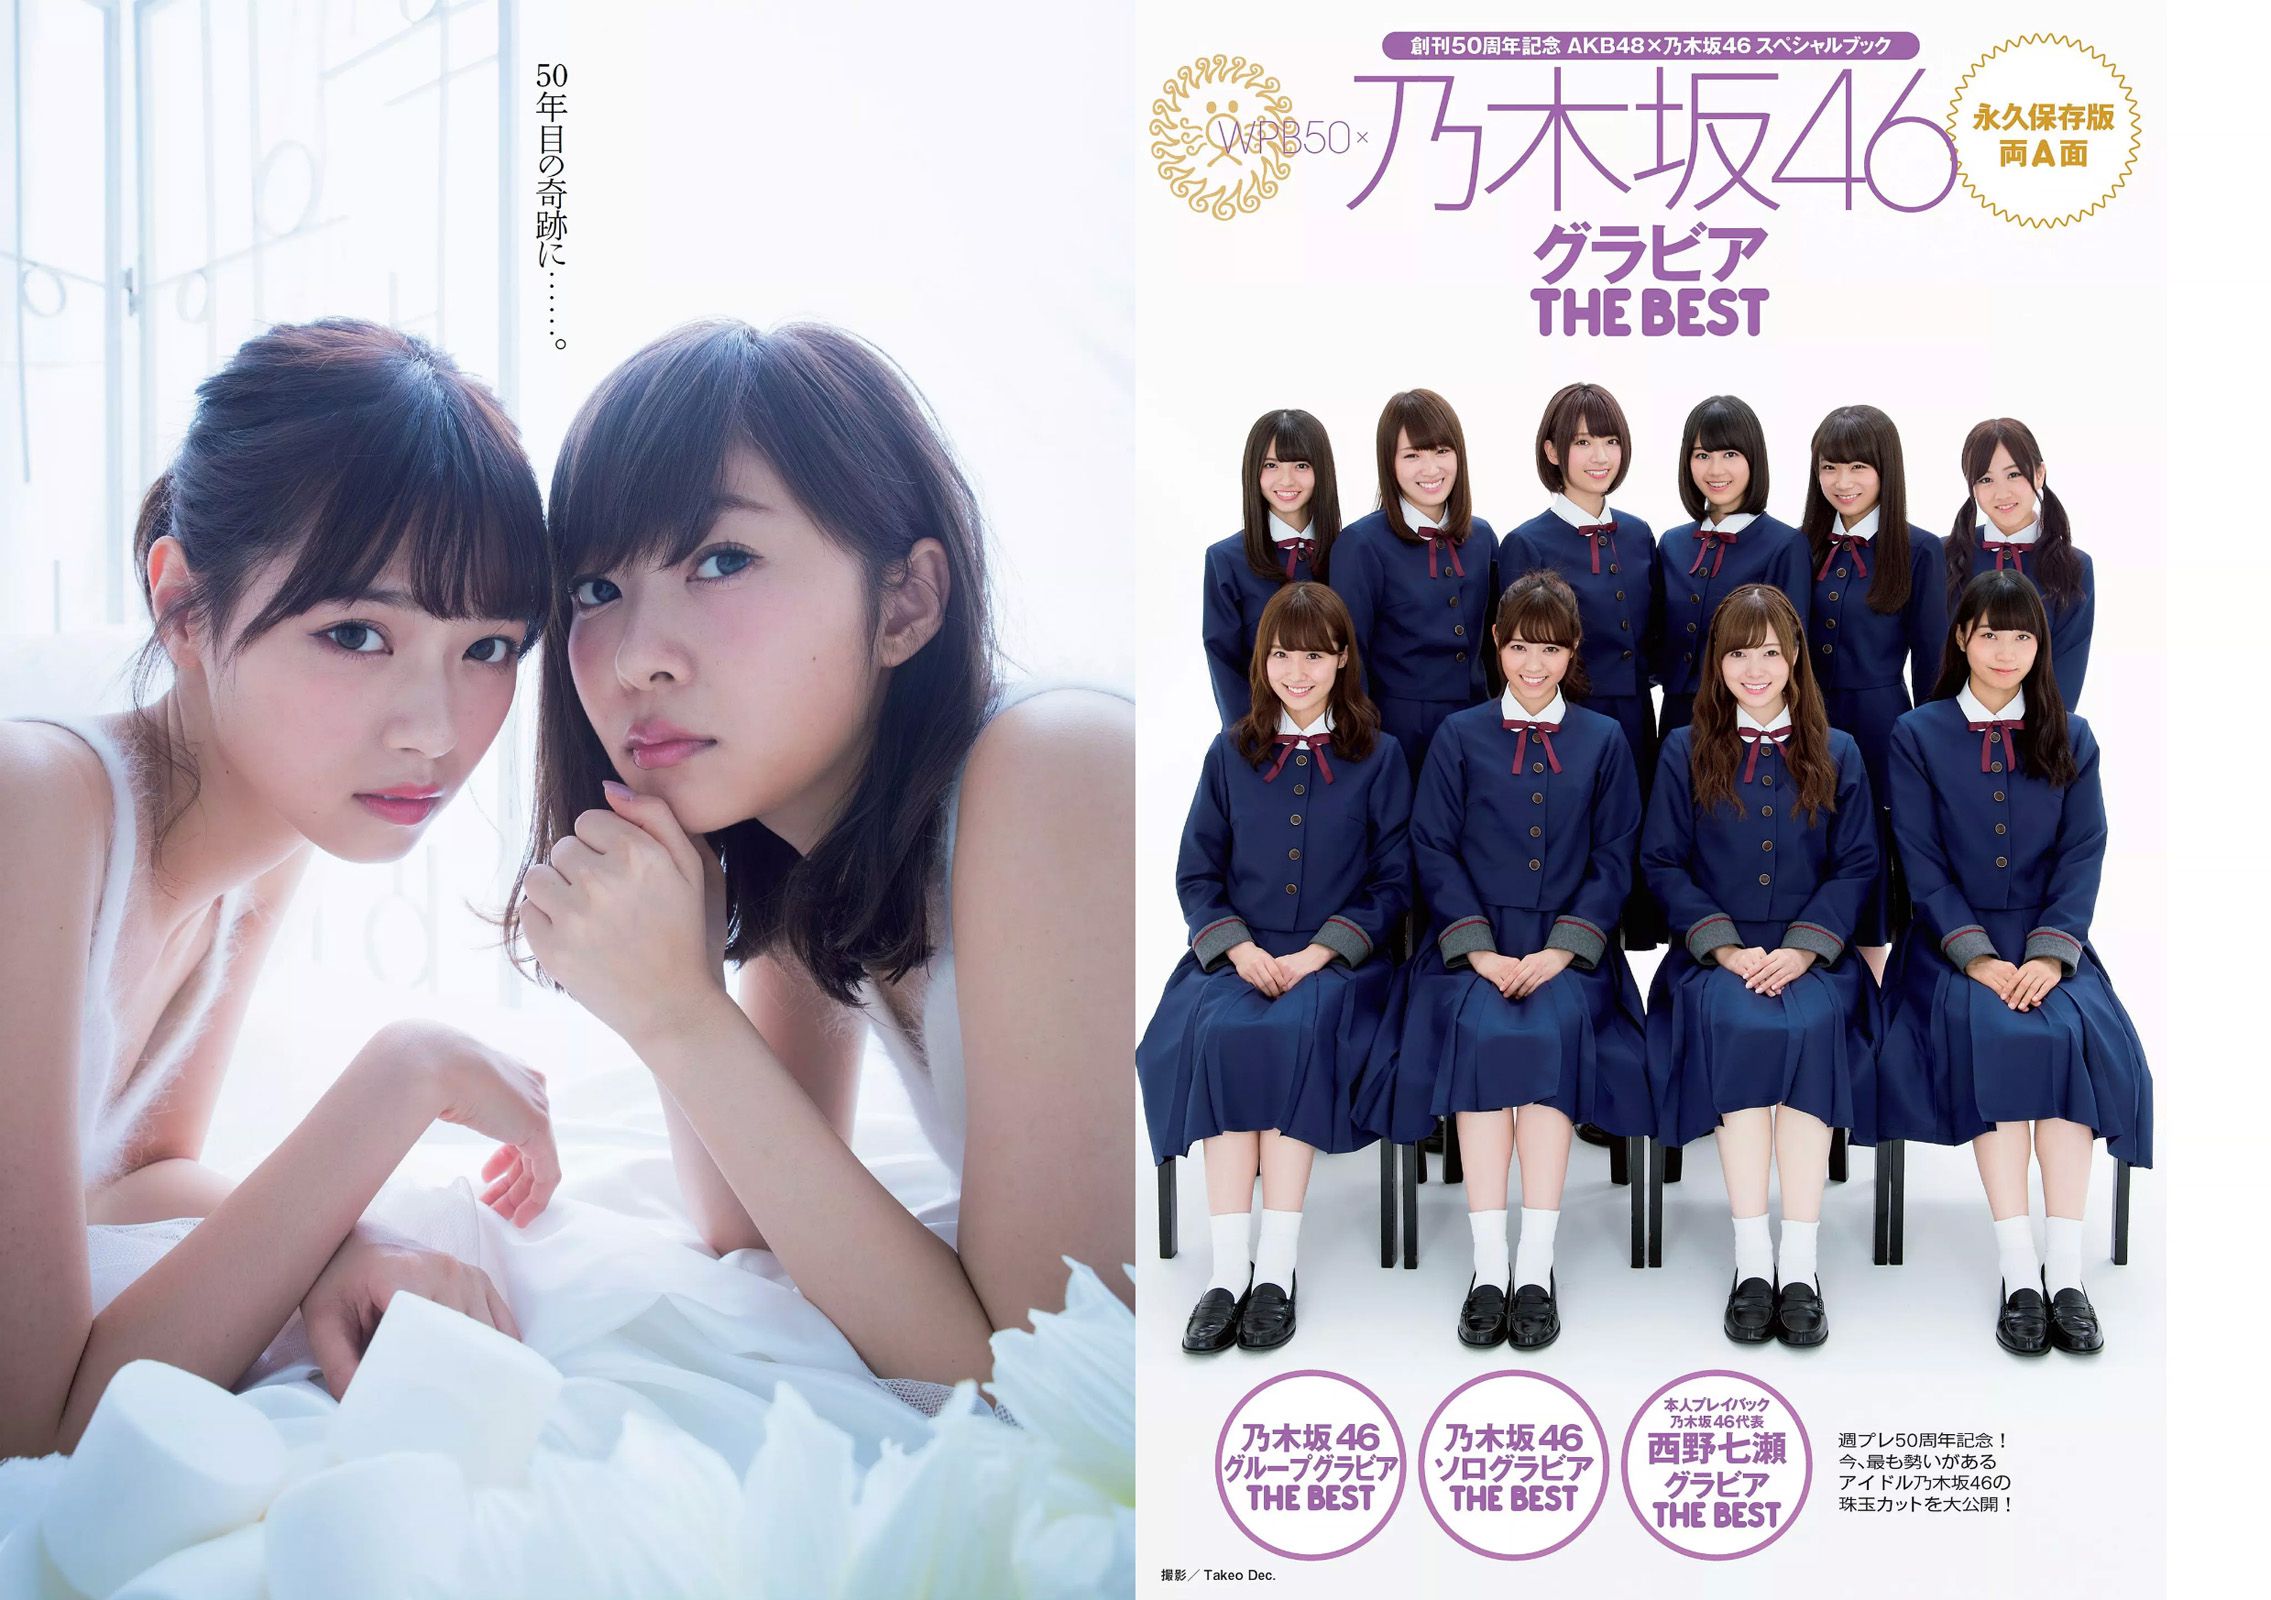 50年目の奇跡に……。
創刊50周年記念 AKB48×乃木坂46 スペシャルブック
WPB50×
乃木坂46
永久保存版
両A面
グラビア
THE BEST
乃木坂46
グループグラビア
THE BEST
乃木坂46
ソログラビア
THE BEST
本人プレイバック
乃木坂46代表
西野七瀬
グラビア
THE BEST
週プレ50周年記念！
今、最も勢いがある
アイドル乃木坂46の
珠玉カットを大公開！
撮影／Takeo Dec.